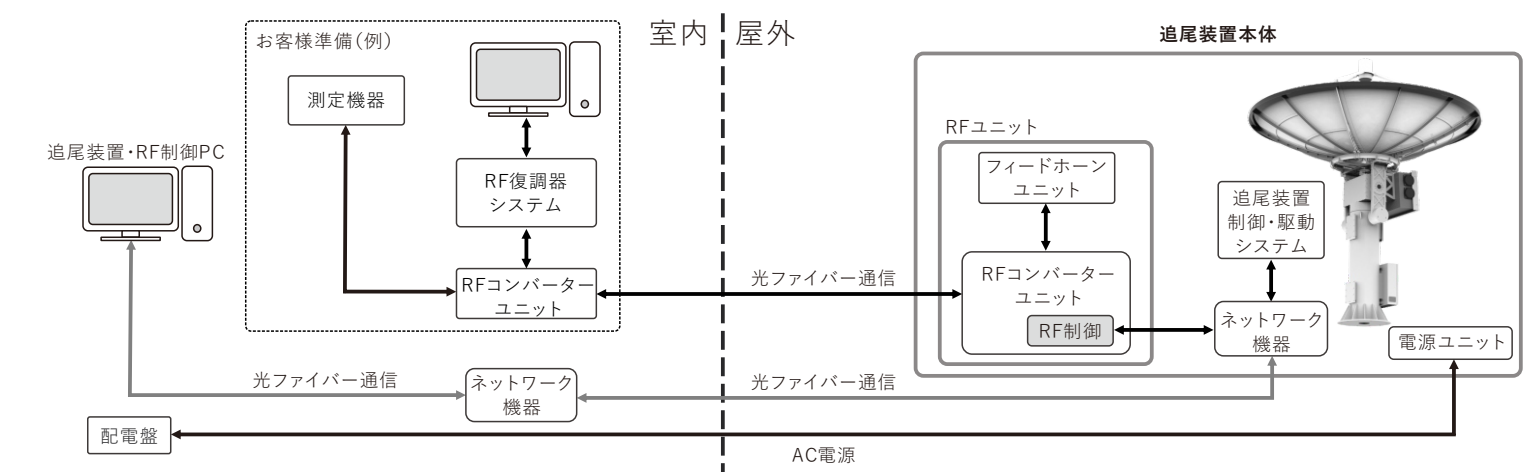 お客様準備(例)
室内
屋外
追尾装置本体
測定機器
RFユニット
追尾装置・RF制御PC
フィードホーン
ユニット
RF復調器
システム
追尾装置
制御・駆動
システム
RFコンバーター
ユニット
光ファイバー通信
RFコンバーター
ユニット
RF制御
ネットワーク
機器
電源ユニット
光ファイバー通信
ネットワーク
機器
光ファイバー通信
配電盤
AC電源